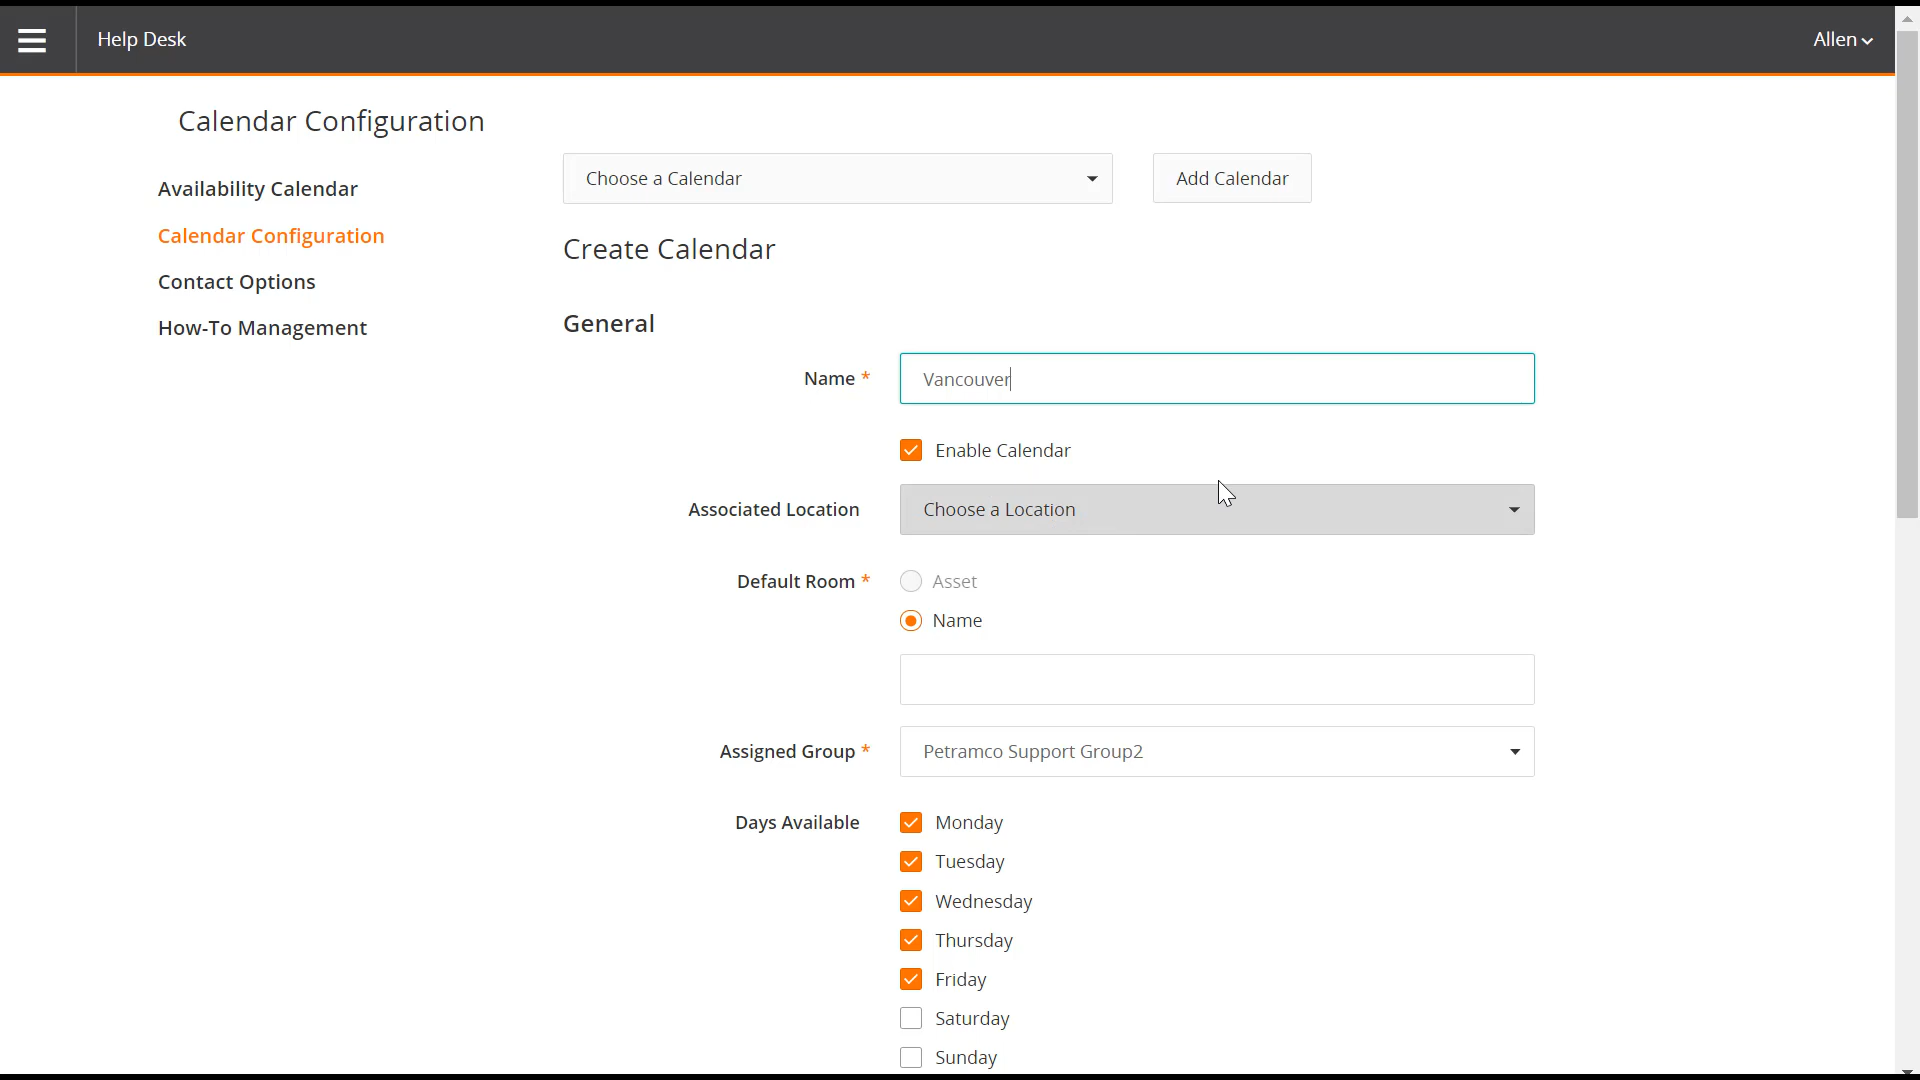 Help Desk
Allen
Calendar Configuration
Choose a Calendar
Add Calendar
Availability Calendar
Calendar Configuration
Contact Options
How-To Management
Create Calendar
General
Name *
Vancouver
Enable Calendar
Associated Location
Choose a Location
Default Room *
Asset
Name
Assigned Group *
Petramco Support Group2
Days Available
Monday
Tuesday
Wednesday
Thursday
Friday
Saturday
Sunday